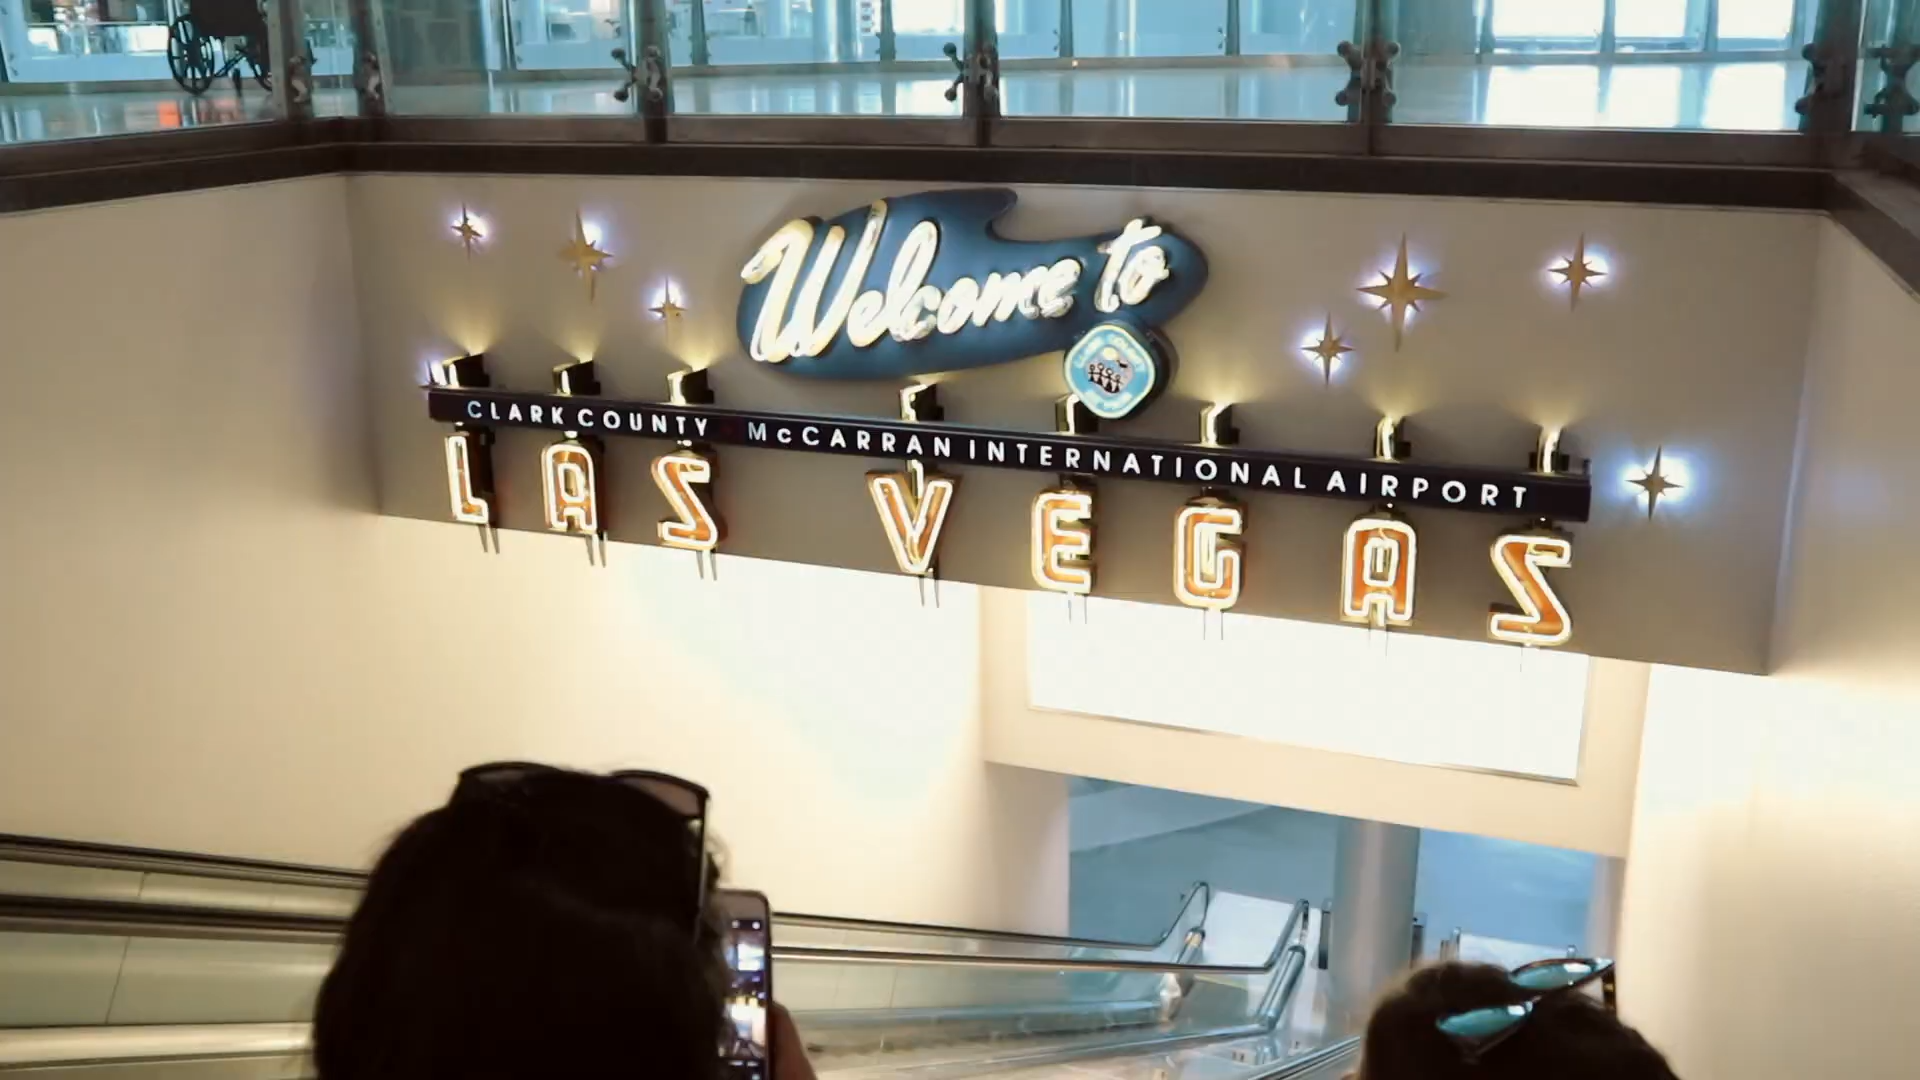 Welcome to
CLARK COUNTY McCARRAN INTERNATIONAL AIRPORT
LAS VEGAS